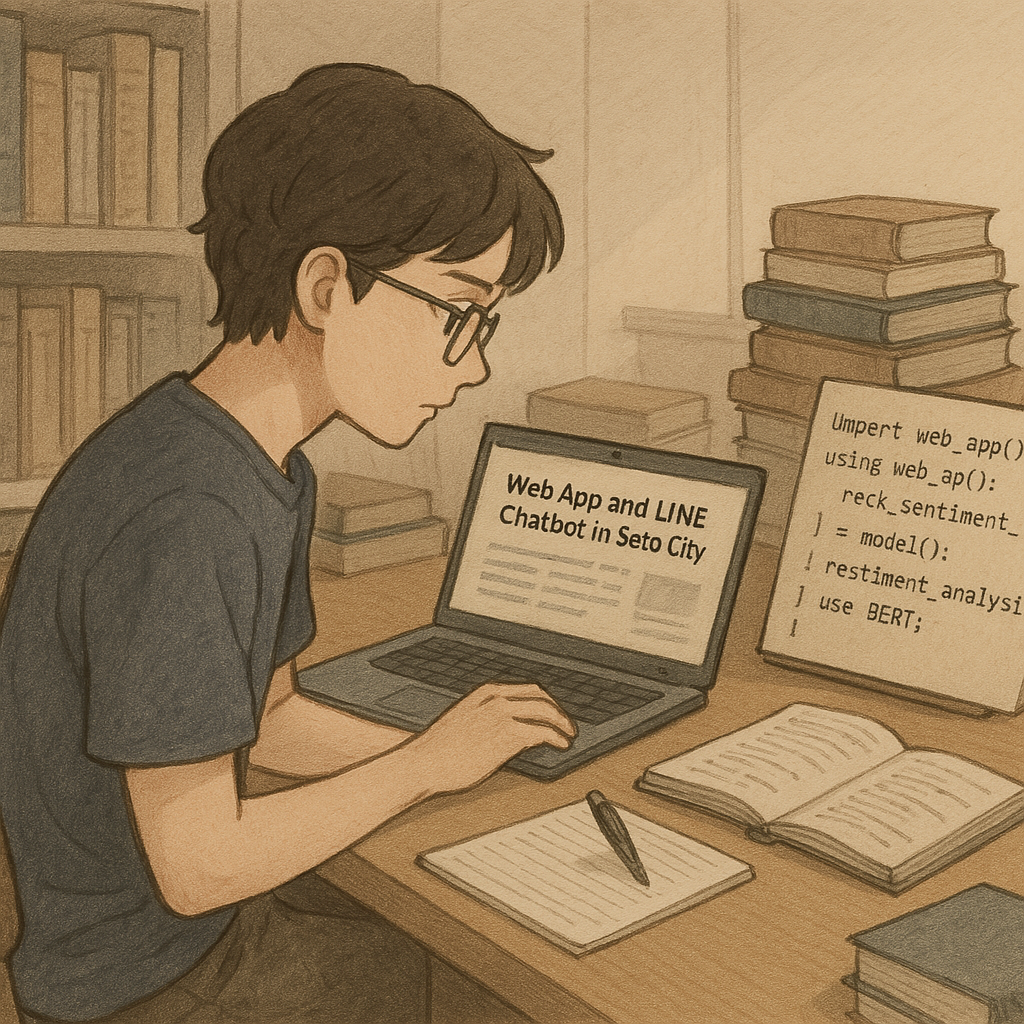 Web App and LINE
Chatbot in Seto City
Umpert web_app()
using web_ap():
reck_sentiment_
] = model():
! restiment_analysi
] use BERT;